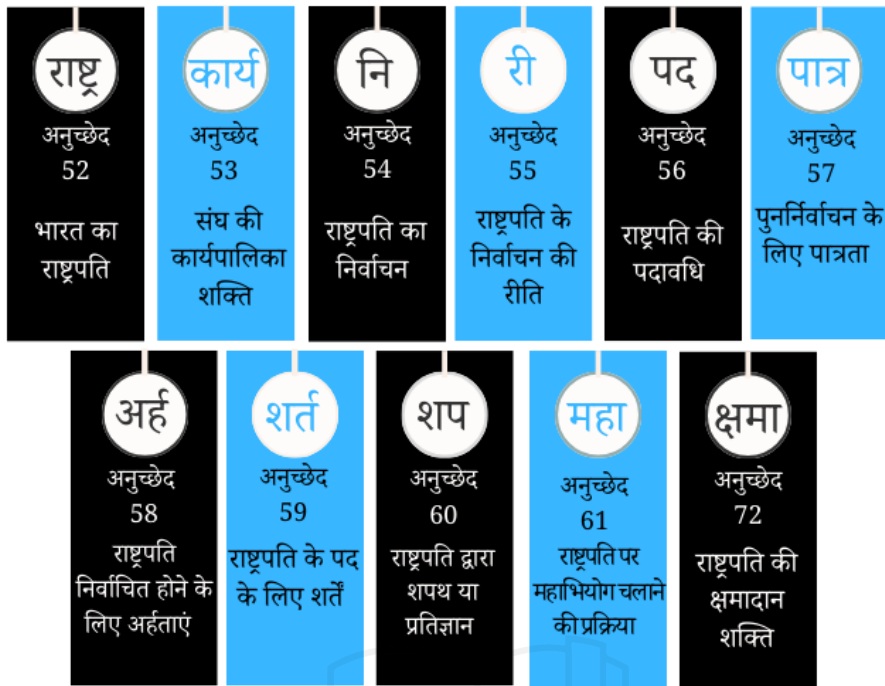 राष्ट्र
अनुच्छेद
52
भारत का
राष्ट्रपति
कार्य
अनुच्छेद
53
संघ की
कार्यपालिका
शक्ति
नि
अनुच्छेद
54
राष्ट्रपति का
निर्वाचन
री
अनुच्छेद
55
राष्ट्रपति के
निर्वाचन की
रीति
पद
अनुच्छेद
56
राष्ट्रपति की
पदावधि
पात्र
अनुच्छेद
57
पुनर्निर्वाचन के
लिए पात्रता
अर्ह
अनुच्छेद
58
राष्ट्रपति
निर्वाचित होने के
लिए अर्हताएं
शर्त
अनुच्छेद
59
राष्ट्रपति के पद
के लिए शर्तें
शप
अनुच्छेद
60
राष्ट्रपति द्वारा
शपथ या
प्रतिज्ञान
महा
अनुच्छेद
61
राष्ट्रपति पर
महाभियोग चलाने
की प्रक्रिया
क्षमा
अनुच्छेद
72
राष्ट्रपति की
क्षमादान
शक्ति